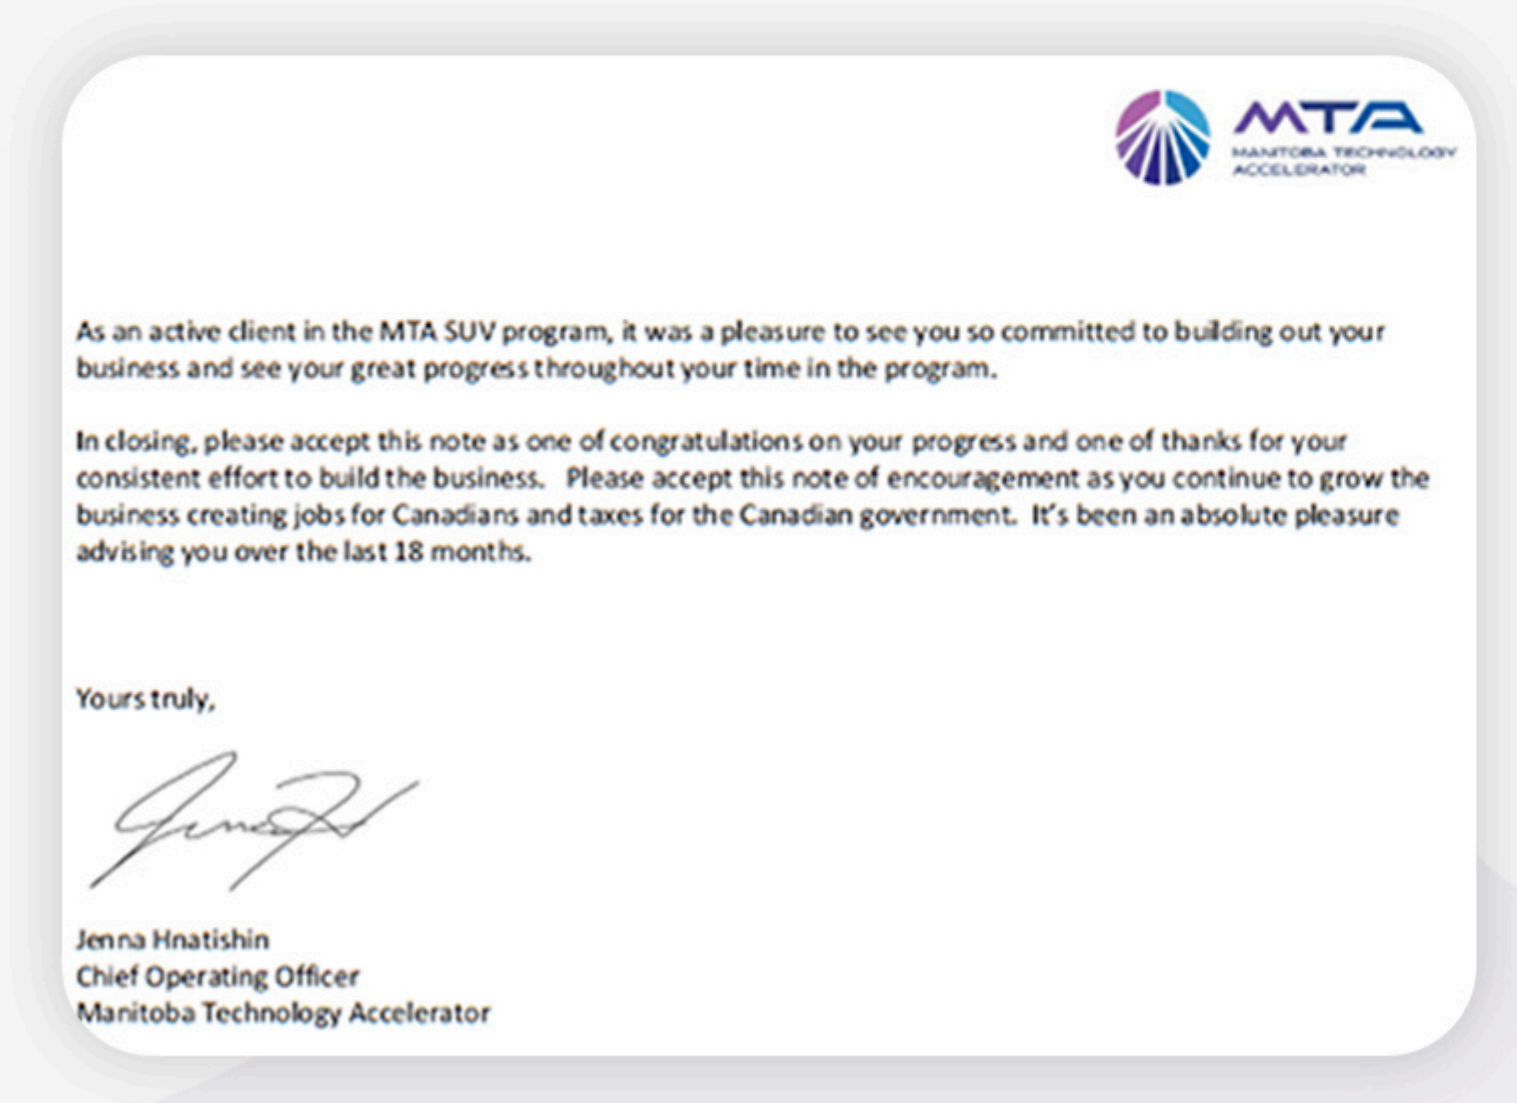 MTA
MANITOBA TECHNOLOGY
ACCELERATOR
As an active client in the MTA SUV program, it was a pleasure to see you so committed to building out your
business and see your great progress throughout your time in the program.
In closing, please accept this note as one of congratulations on your progress and one of thanks for your
consistent effort to build the business. Please accept this note of encouragement as you continue to grow the
business creating jobs for Canadians and taxes for the Canadian government. It's been an absolute pleasure
advising you over the last 18 months.
Yours truly,
Jenna H
Jenna Hnatishin
Chief Operating Officer
Manitoba Technology Accelerator